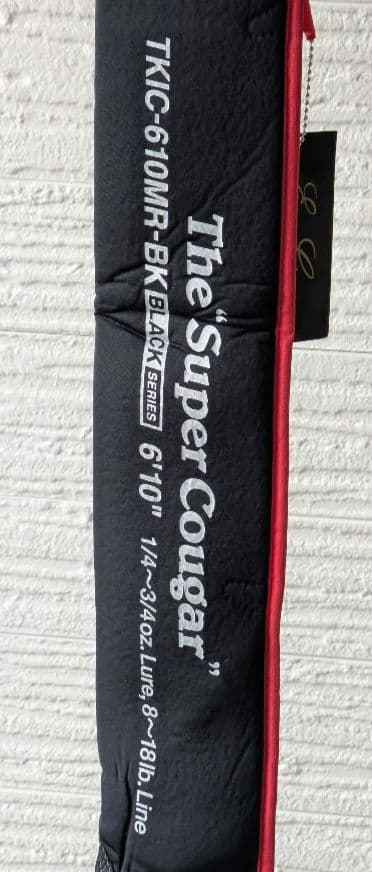 The “Super Cougar”
TKIC-610MR-BK BLACK SERIES 6'10" 1/4~3/4oz. Lure, 8~18lb. Line